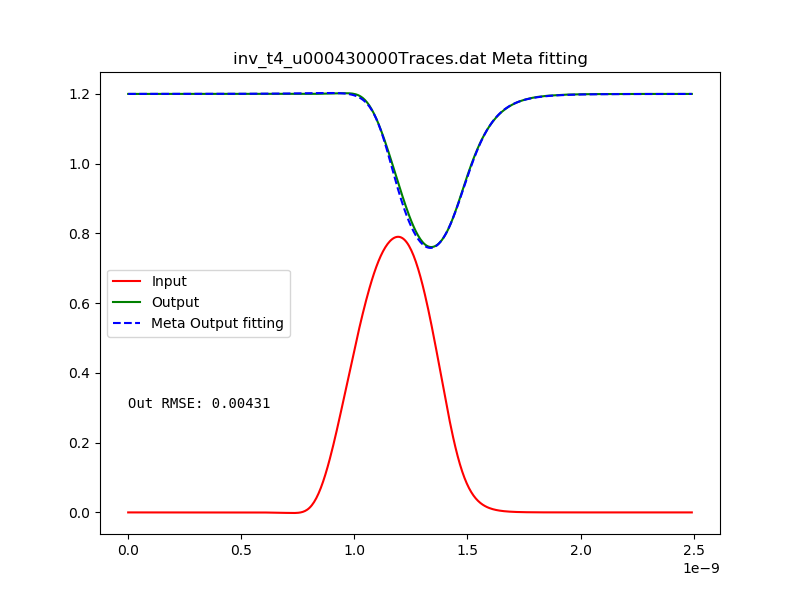 inv_t4_u000430000Traces.dat Meta fitting
1.2
1.0
0.8
0.6
0.4
0.2
0.0
Input
Output
Meta Output fitting
Out RMSE: 0.00431
0.0 0.5 1.0 1.5 2.0 2.5
1e−9